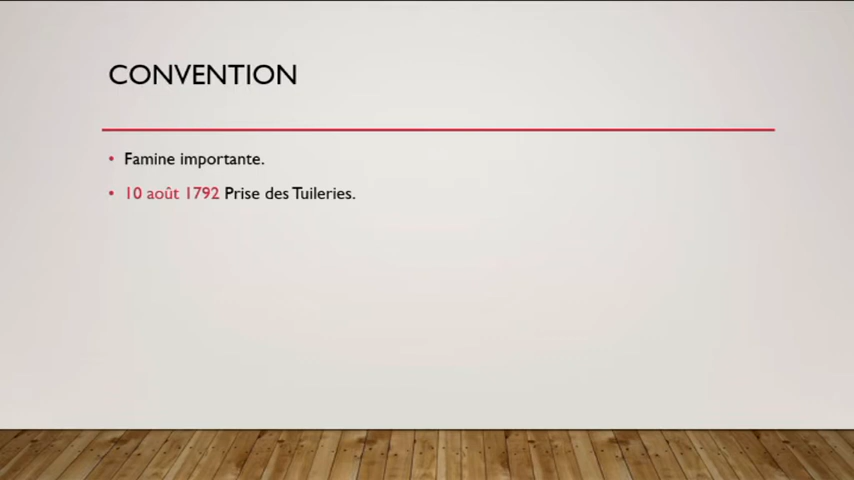 CONVENTION
• Famine importante.
• 10 août 1792 Prise des Tuileries.